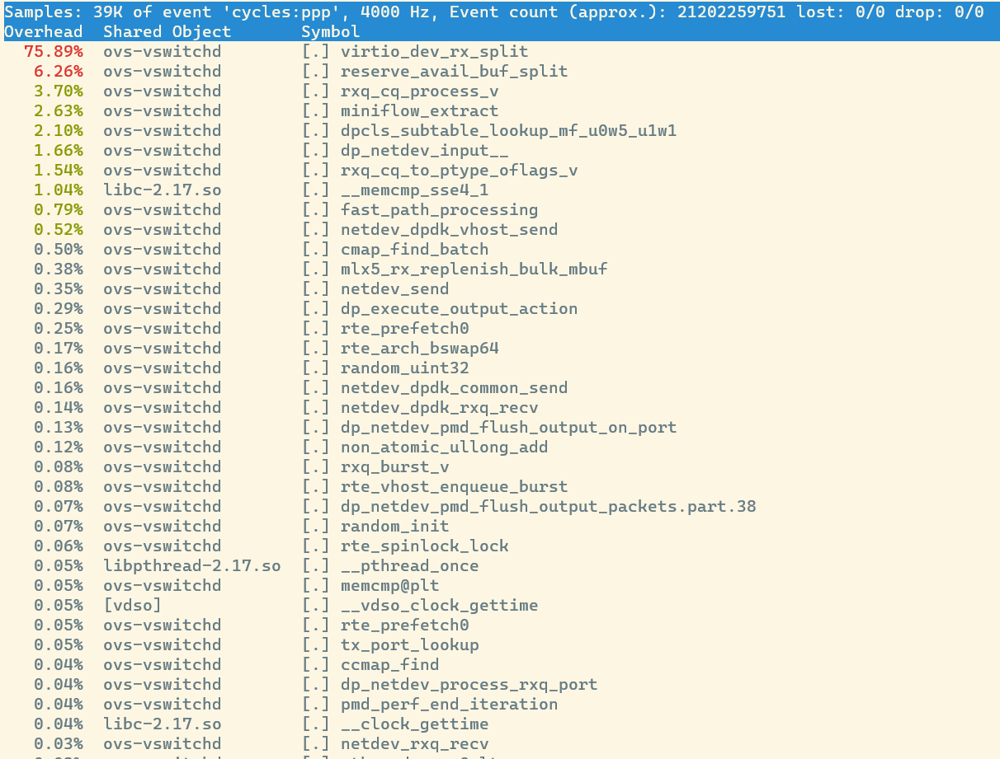 Samples: 39K of event 'cycles:ppp', 4000 Hz, Event count (approx.): 21202259751 lost: 0/0 drop: 0/0
Overhead  Shared Object       Symbol
  75.89%  ovs-vswitchd        [.] virtio_dev_rx_split
   6.26%  ovs-vswitchd        [.] reserve_avail_buf_split
   3.70%  ovs-vswitchd        [.] rxq_cq_process_v
   2.63%  ovs-vswitchd        [.] miniflow_extract
   2.10%  ovs-vswitchd        [.] dpcls_subtable_lookup_mf_u0w5_u1w1
   1.66%  ovs-vswitchd        [.] dp_netdev_input__
   1.54%  ovs-vswitchd        [.] rxq_cq_to_ptype_oflags_v
   1.04%  libc-2.17.so        [.] __memcmp_sse4_1
   0.79%  ovs-vswitchd        [.] fast_path_processing
   0.52%  ovs-vswitchd        [.] netdev_dpdk_vhost_send
   0.50%  ovs-vswitchd        [.] cmap_find_batch
   0.38%  ovs-vswitchd        [.] mlx5_rx_replenish_bulk_mbuf
   0.35%  ovs-vswitchd        [.] netdev_send
   0.29%  ovs-vswitchd        [.] dp_execute_output_action
   0.25%  ovs-vswitchd        [.] rte_prefetch0
   0.17%  ovs-vswitchd        [.] rte_arch_bswap64
   0.16%  ovs-vswitchd        [.] random_uint32
   0.16%  ovs-vswitchd        [.] netdev_dpdk_common_send
   0.14%  ovs-vswitchd        [.] netdev_dpdk_rxq_recv
   0.13%  ovs-vswitchd        [.] dp_netdev_pmd_flush_output_on_port
   0.12%  ovs-vswitchd        [.] non_atomic_ullong_add
   0.08%  ovs-vswitchd        [.] rxq_burst_v
   0.08%  ovs-vswitchd        [.] rte_vhost_enqueue_burst
   0.07%  ovs-vswitchd        [.] dp_netdev_pmd_flush_output_packets.part.38
   0.07%  ovs-vswitchd        [.] random_init
   0.06%  ovs-vswitchd        [.] rte_spinlock_lock
   0.05%  libpthread-2.17.so  [.] __pthread_once
   0.05%  ovs-vswitchd        [.] memcmp@plt
   0.05%  [vdso]              [.] __vdso_clock_gettime
   0.05%  ovs-vswitchd        [.] rte_prefetch0
   0.05%  ovs-vswitchd        [.] tx_port_lookup
   0.04%  ovs-vswitchd        [.] ccmap_find
   0.04%  ovs-vswitchd        [.] dp_netdev_process_rxq_port
   0.04%  ovs-vswitchd        [.] pmd_perf_end_iteration
   0.04%  libc-2.17.so        [.] __clock_gettime
   0.03%  ovs-vswitchd        [.] netdev_rxq_recv